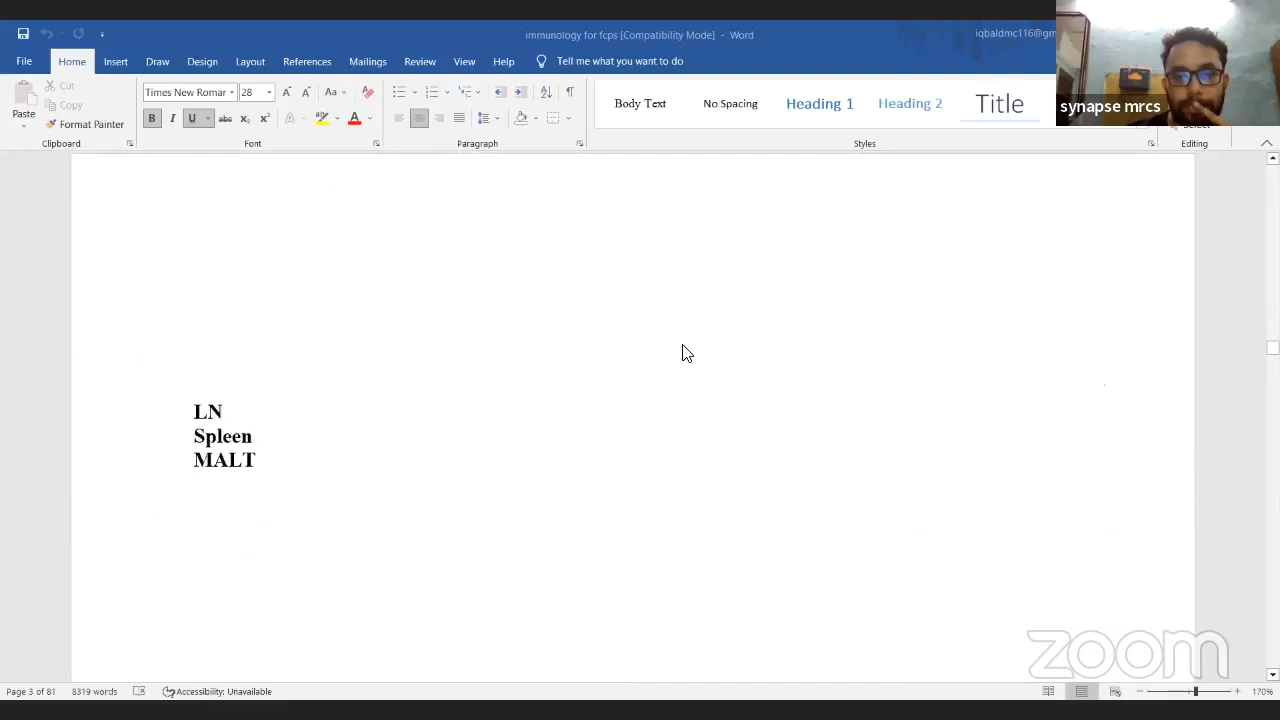 immunology for fcps [Compatibility Mode] - Word
iqbaldmc116@gm
File Home Insert Draw Design Layout References Mailings Review View Help Tell me what you want to do
Paste
Cut
Copy
Format Painter
Times New Romar 28
Body Text
No Spacing
Heading 1
Heading 2
Title
synapse mrcs
Clipboard Font Paragraph Styles Editing
LN
Spleen
MALT
zoom
Page 3 of 81 8319 words Accessibility: Unavailable 170%